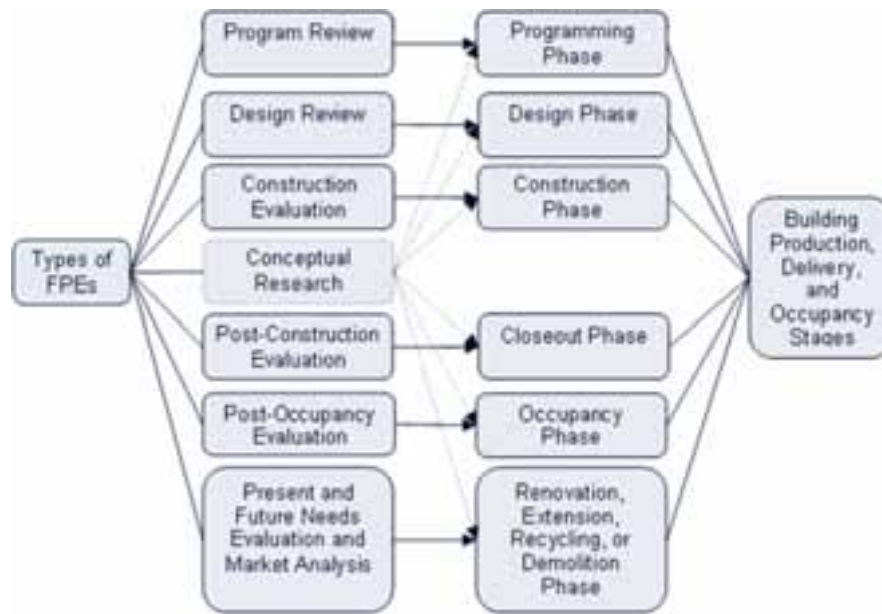 Program Review
Programming
Phase
Design Review
Design Phase
Construction
Evaluation
Construction
Phase
Types of
FPEs
Conceptual
Research
Building
Production,
Delivery,
and
Occupancy
Stages
Post-Construction
Evaluation
Closeout Phase
Post-Occupancy
Evaluation
Occupancy
Phase
Present and
Future Needs
Evaluation and
Market Analysis
Renovation,
Extension,
Recycling, or
Demolition
Phase